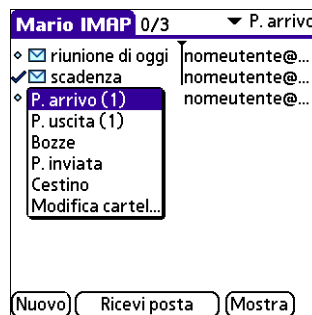 Mario IMAP 0/3 P. arrivo
riunione di oggi nomeutente@...
scadenza nomeutente@...
nomeutente@...
P. arrivo (1)
P. uscita (1)
Bozze
P. inviata
Cestino
Modifica cartel...
Nuovo Ricevi posta Mostra